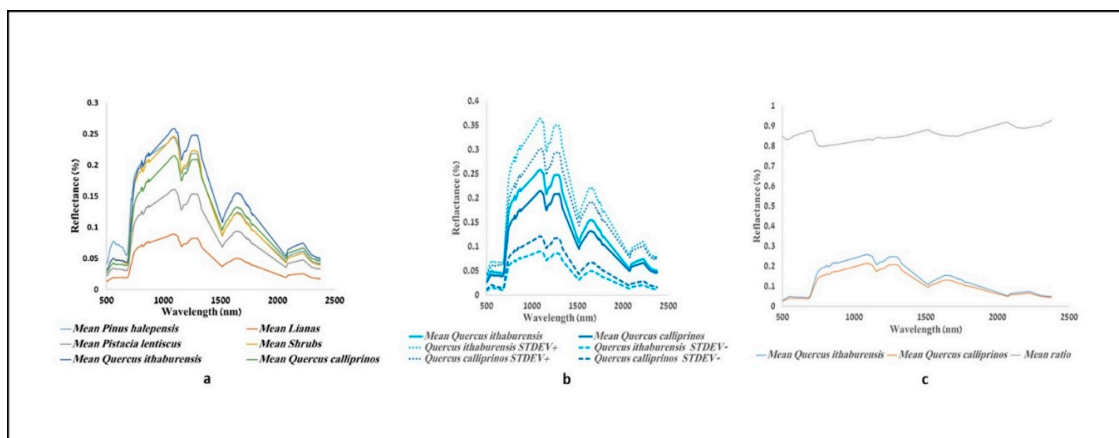 0.3
0.25
0.2
0.15
0.1
0.05
0
Reflectance (%)
500 1000 1500 2000 2500
Wavelength (nm)
Mean Pinus halepensis Mean Lianas
Mean Pistacia lentiscus Mean Shrubs
Mean Quercus ithaburensis Mean Quercus calliprinos
a
0.4
0.35
0.3
0.25
0.2
0.15
0.1
0.05
0
Reflactance (%)
500 1000 1500 2000 2500
Wavelength (nm)
Mean Quercus ithaburensis Mean Quercus calliprinos
Quercus ithaburensis STDEV+ Quercus ithaburensis STDEV-
Quercus calliprinos STDEV+ Quercus calliprinos STDEV-
b
1
0.9
0.8
0.7
0.6
0.5
0.4
0.3
0.2
0.1
0
Reflactance (%)
500 1000 1500 2000 2500
Wavelength (nm)
Mean Quercus ithaburensis Mean Quercus calliprinos Mean ratio
c